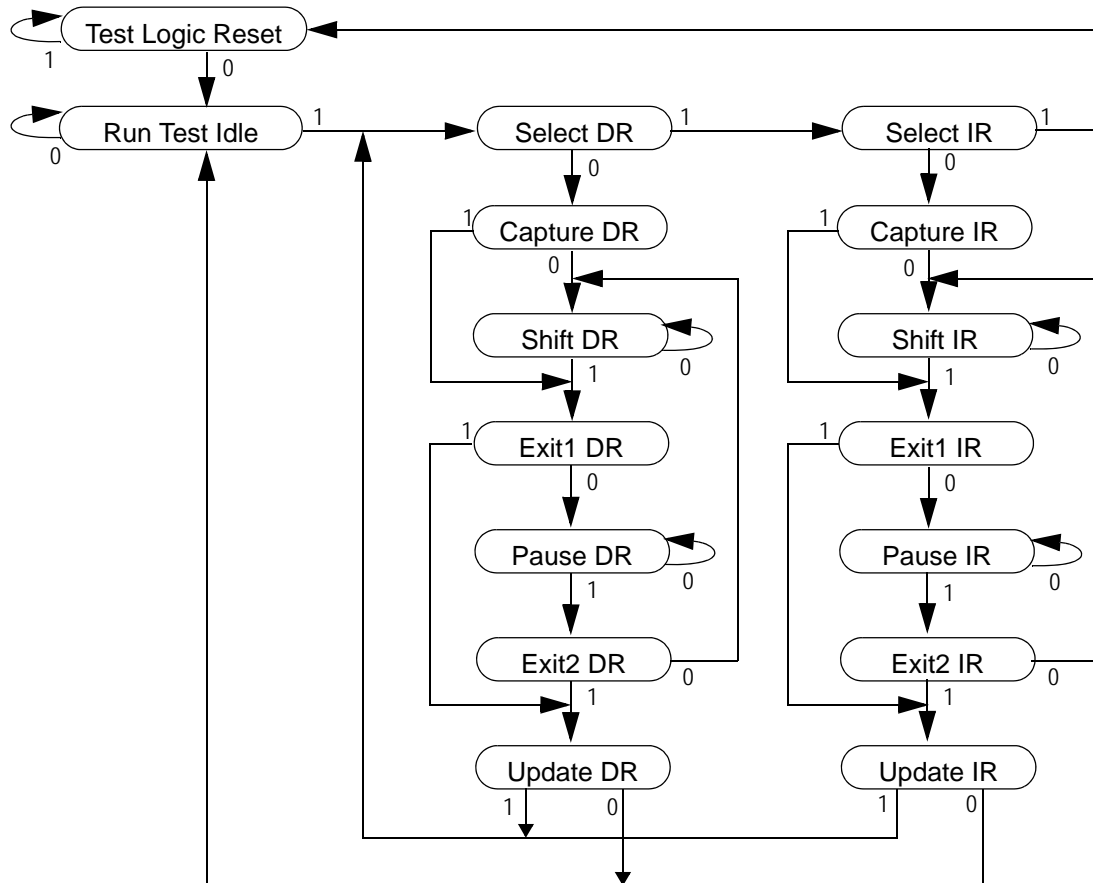 Test Logic Reset
1
0
Run Test Idle
1
Select DR
1
Select IR
1
0
0
0
1
Capture DR
1
Capture IR
0
0
Shift DR
Shift IR
0
0
1
1
1
Exit1 DR
1
Exit1 IR
0
0
Pause DR
Pause IR
0
0
1
1
Exit2 DR
Exit2 IR
0
0
1
1
Update DR
Update IR
1
0
1
0